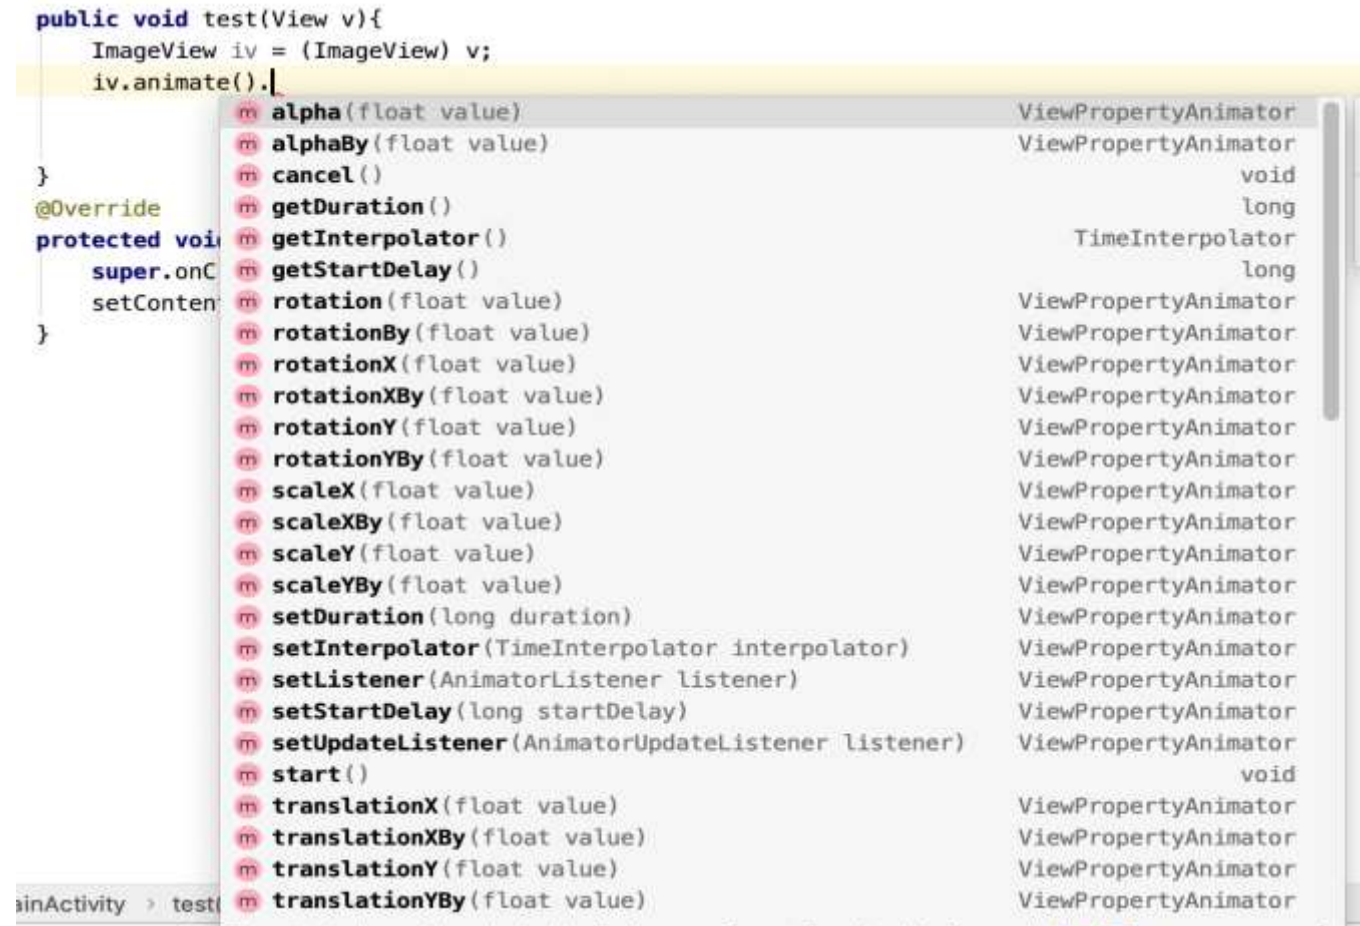 public void test(View v){
ImageView iv = (ImageView) v;
iv.animate().
m alpha(float value) ViewPropertyAnimator
m alphaBy(float value) ViewPropertyAnimator
} m cancel() void
@Override m getDuration() long
protected voi m getInterpolator() TimeInterpolator
super.onC m getStartDelay() long
setConten m rotation(float value) ViewPropertyAnimator
} m rotationBy(float value) ViewPropertyAnimator
m rotationX(float value) ViewPropertyAnimator
m rotationXBy(float value) ViewPropertyAnimator
m rotationY(float value) ViewPropertyAnimator
m rotationYBy(float value) ViewPropertyAnimator
m scaleX(float value) ViewPropertyAnimator
m scaleXBy(float value) ViewPropertyAnimator
m scaleY(float value) ViewPropertyAnimator
m scaleYBy(float value) ViewPropertyAnimator
m setDuration(long duration) ViewPropertyAnimator
m setInterpolator(TimeInterpolator interpolator) ViewPropertyAnimator
m setListener(AnimatorListener listener) ViewPropertyAnimator
m setStartDelay(long startDelay) ViewPropertyAnimator
m setUpdateListener(AnimatorUpdateListener listener) ViewPropertyAnimator
m start() void
m translationX(float value) ViewPropertyAnimator
m translationXBy(float value) ViewPropertyAnimator
m translationY(float value) ViewPropertyAnimator
ainActivity › test( m translationYBy(float value) ViewPropertyAnimator